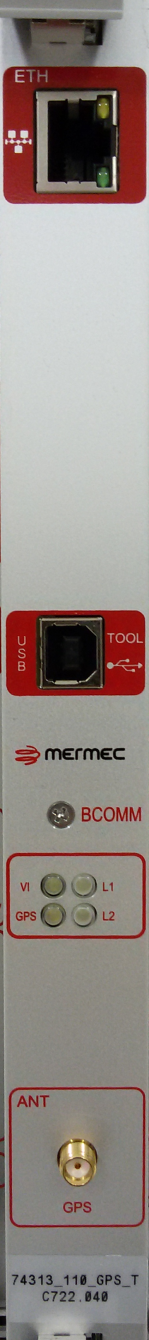 ETH
USB
TOOL
mermec
BCOMM
VI L1
GPS L2
ANT
GPS
74313_110_GPS_T
C722.040